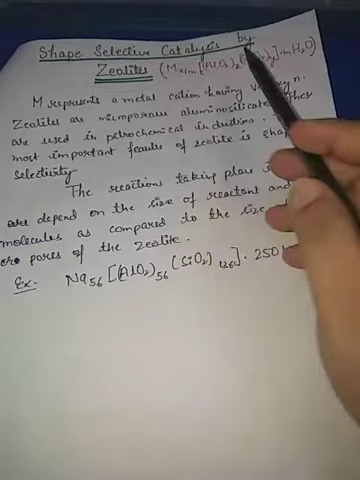 Shape Selective Catalysis by
Zeolites (Mx/n [(AlO2)x (SiO2)y]·mH2O)
M represents a metal cation having valency n.
Zeolites are microporous aluminosilicates
are used in petrochemical industries.
most important feature of zeolite is shape
selectivity
The reactions taking place
are depend on the size of reactant and
molecules as compared to the size
pores of the zeolite.
Ex. Na56 [(AlO2)56 (SiO2)136]· 250